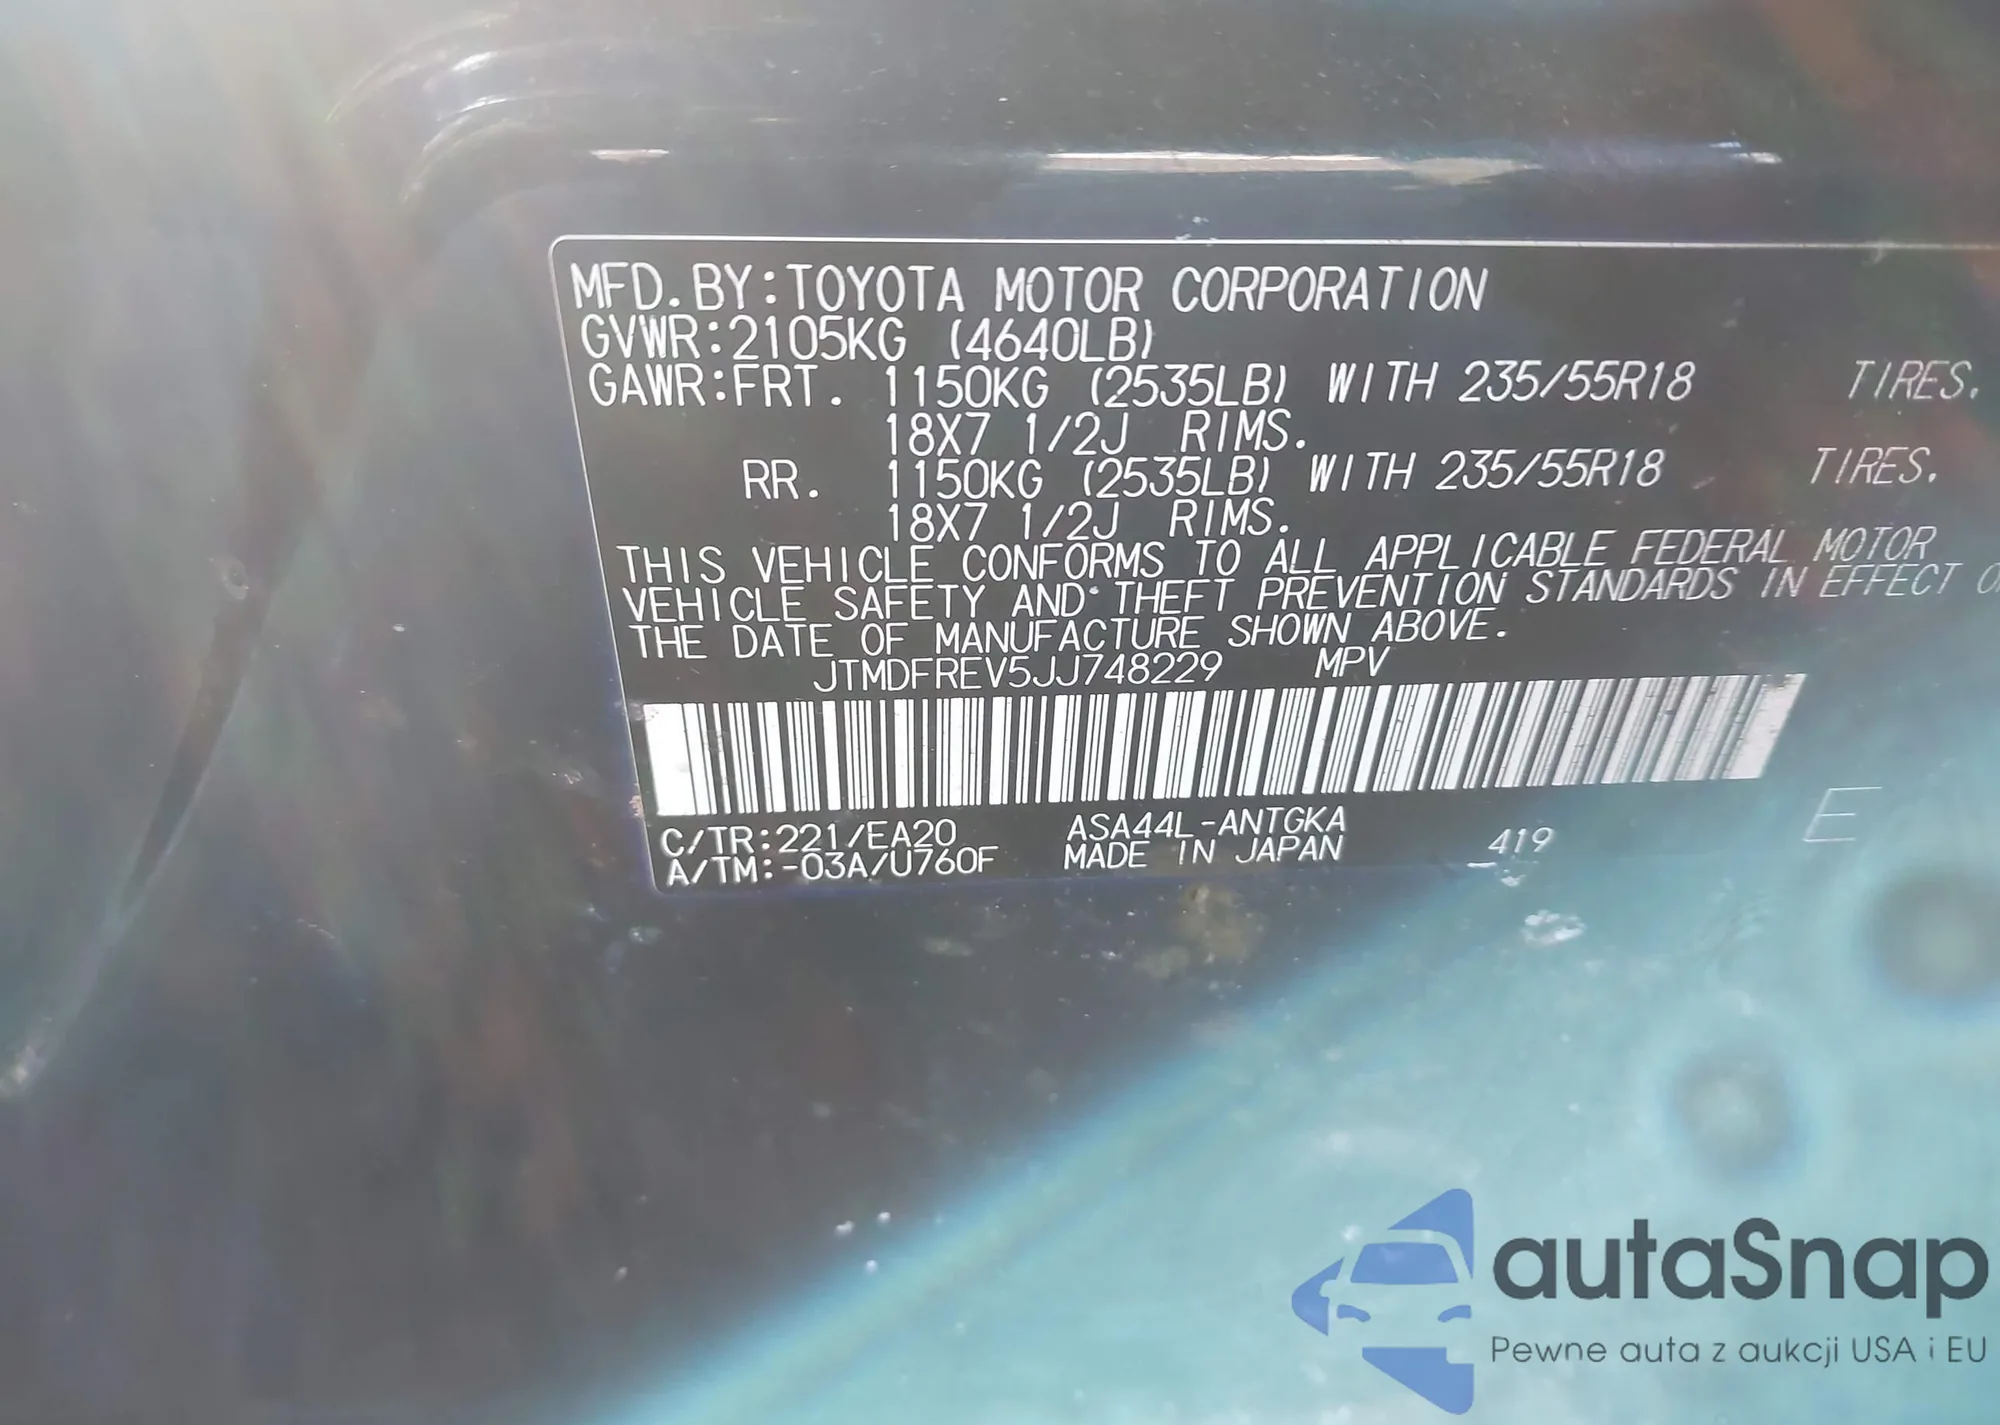 MFD.BY:TOYOTA MOTOR CORPORATION
GVWR:2105KG (4640LB)
GAWR:FRT. 1150KG (2535LB) WITH 235/55R18 TIRES.
18X7 1/2J RIMS.
RR. 1150KG (2535LB) WITH 235/55R18 TIRES.
18X7 1/2J RIMS.
THIS VEHICLE CONFORMS TO ALL APPLICABLE FEDERAL MOTOR
VEHICLE SAFETY AND THEFT PREVENTION STANDARDS IN EFFECT
THE DATE OF MANUFACTURE SHOWN ABOVE.
JTMDFREV5JJ748229 MPV
C/TR:221/EA20 ASA44L-ANTGKA 419 E
A/TM:-03A/U760F MADE IN JAPAN
autaSnap
Pewne auta z aukcji USA i EU